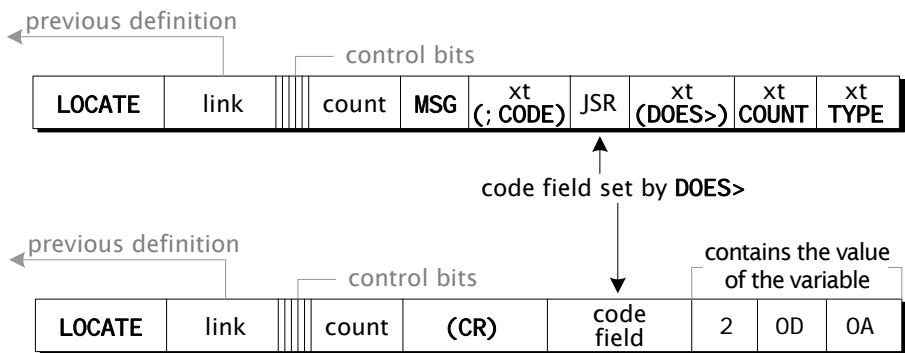 previous definition
control bits
LOCATE link count MSG xt (;CODE) JSR xt (DOES>) xt COUNT xt TYPE
code field set by DOES>
previous definition
control bits
contains the value
of the variable
LOCATE link count (CR) code field 2 0D 0A